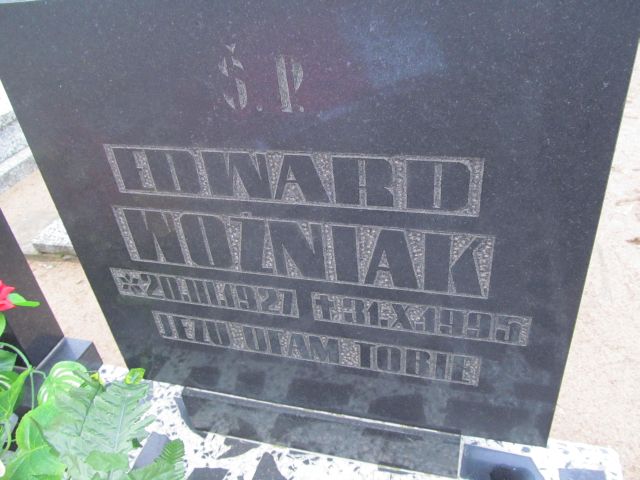 Ś.P.
EDWARD
WOŹNIAK
*20.III.1927 †31.X.1995
JEZU UFAM TOBIE